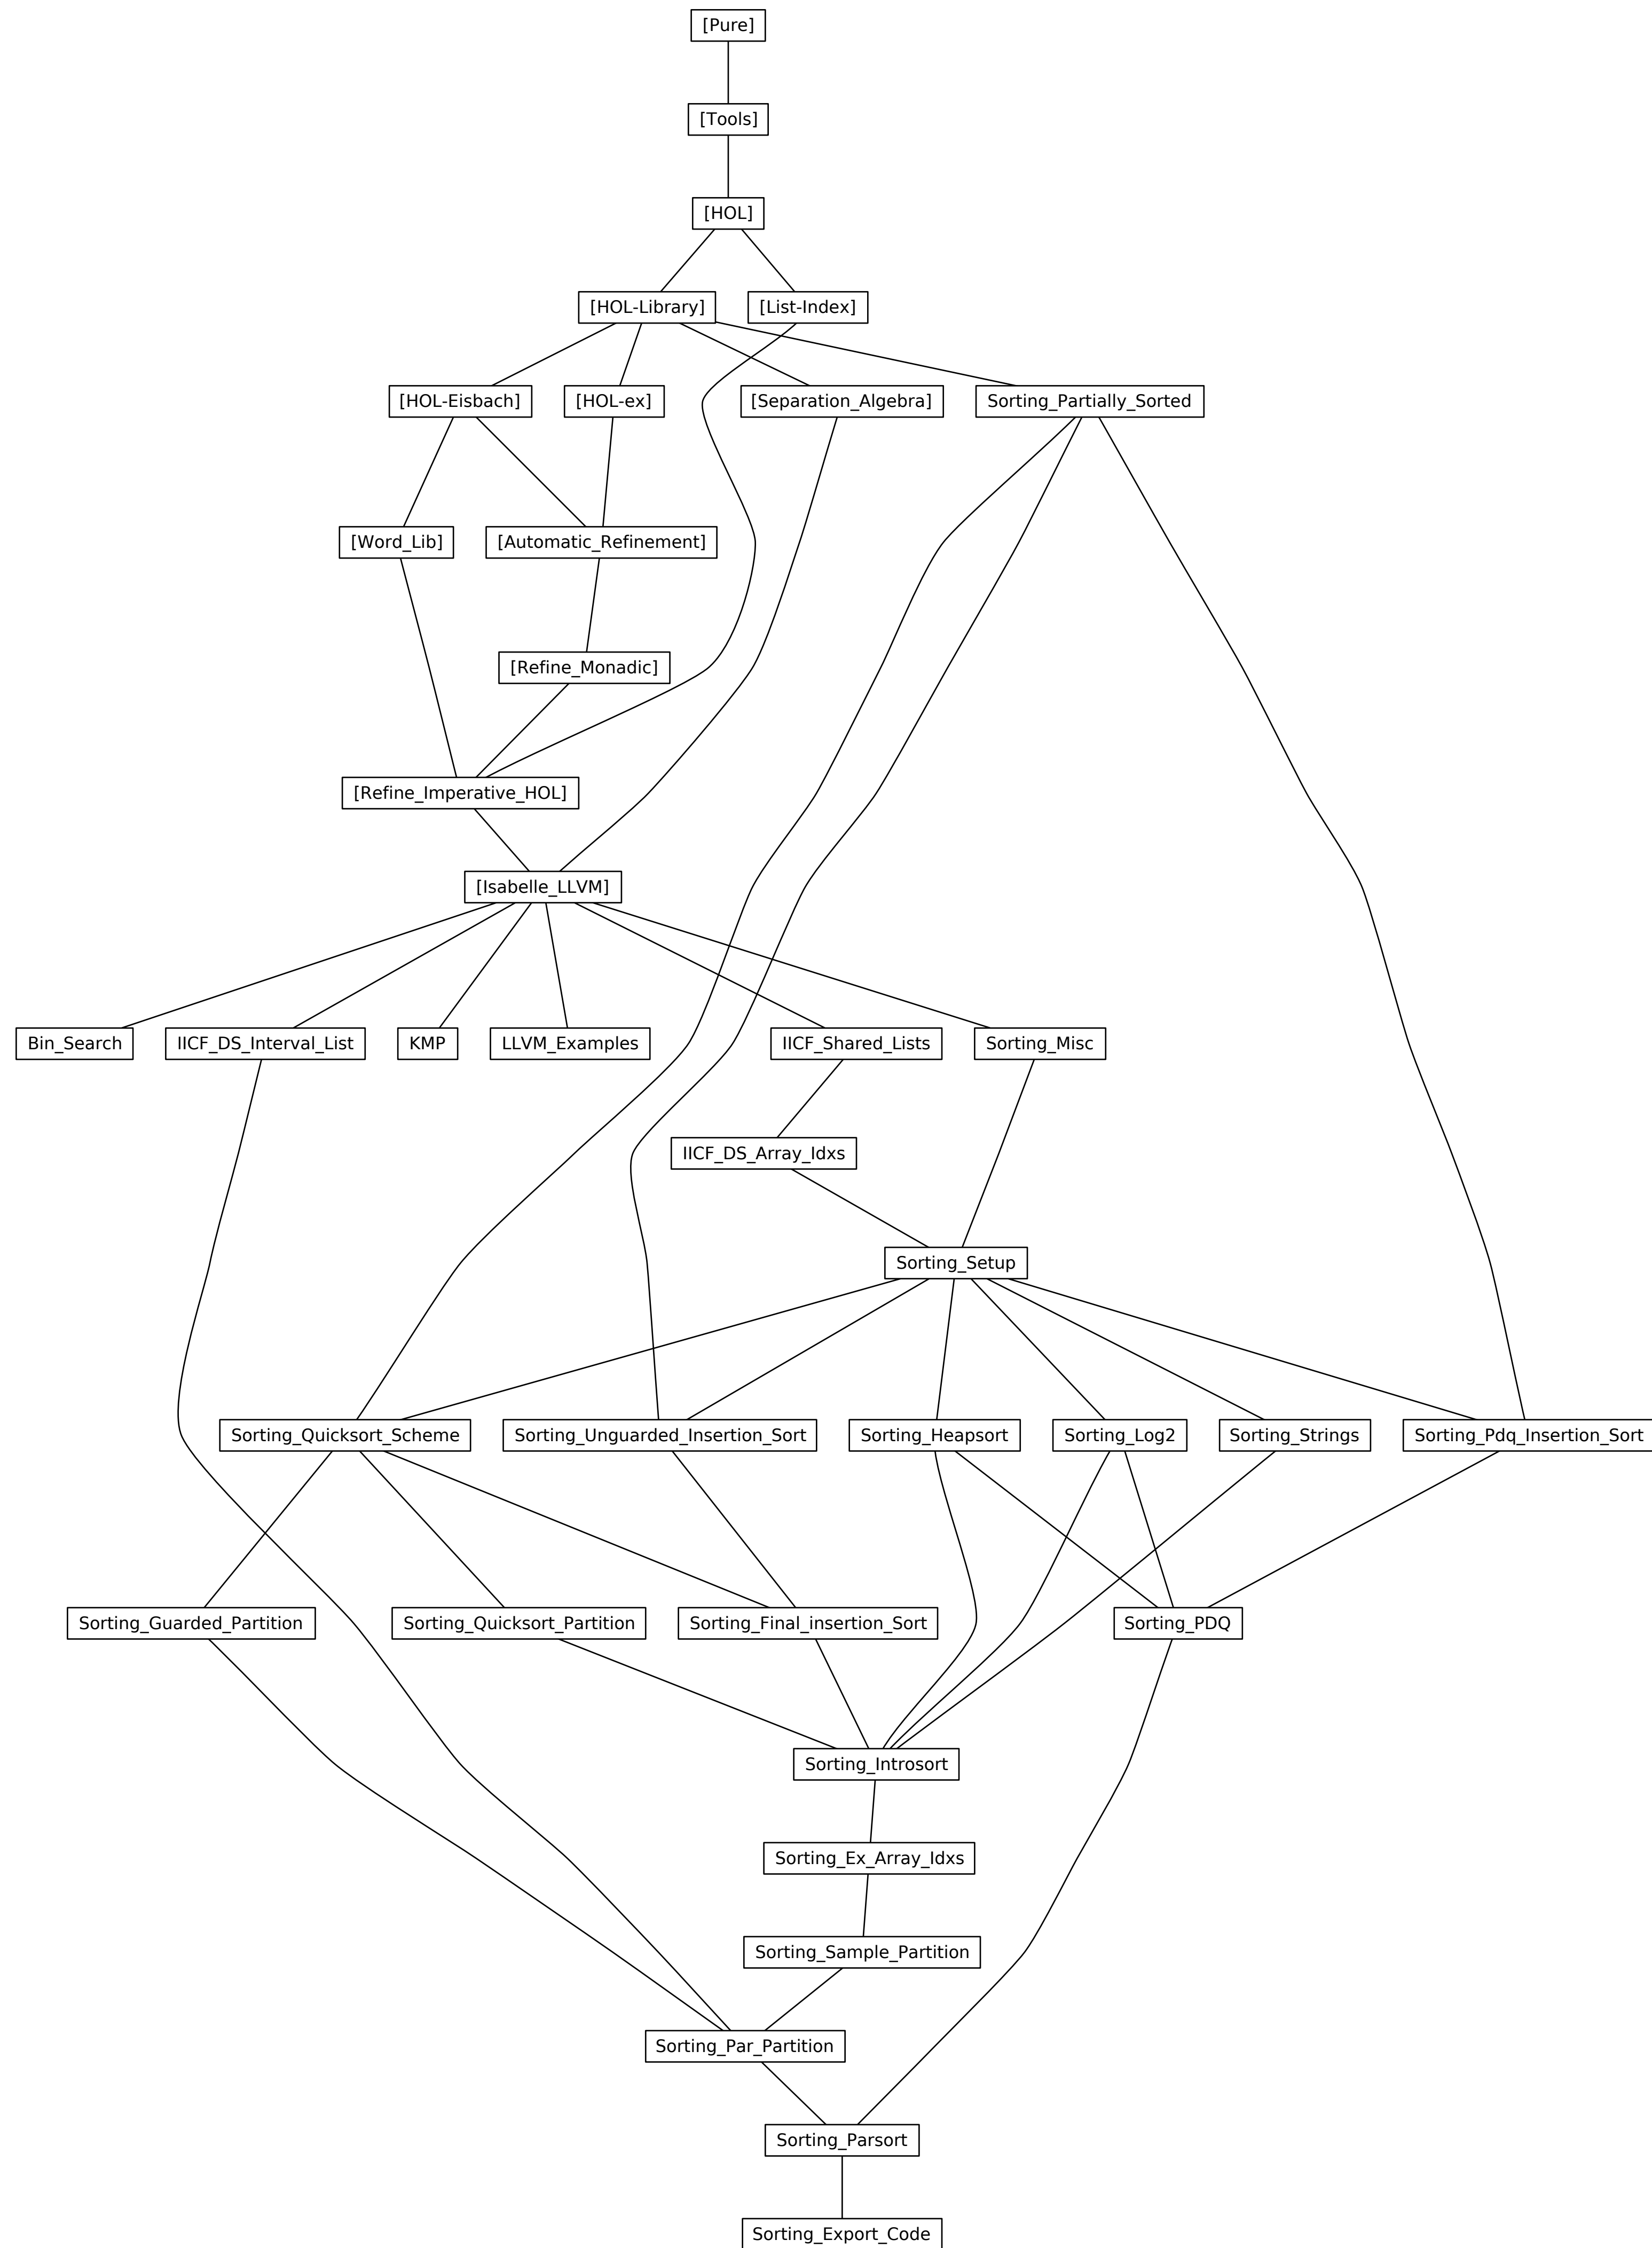 [Pure]
[Tools]
[HOL]
[HOL-Library]
[List-Index]
[HOL-Eisbach]
[HOL-ex]
[Separation_Algebra]
Sorting_Partially_Sorted
[Word_Lib]
[Automatic_Refinement]
[Refine_Monadic]
[Refine_Imperative_HOL]
[Isabelle_LLVM]
Bin_Search
IICF_DS_Interval_List
KMP
LLVM_Examples
IICF_Shared_Lists
Sorting_Misc
IICF_DS_Array_Idxs
Sorting_Setup
Sorting_Quicksort_Scheme
Sorting_Unguarded_Insertion_Sort
Sorting_Heapsort
Sorting_Log2
Sorting_Strings
Sorting_Pdq_Insertion_Sort
Sorting_Guarded_Partition
Sorting_Quicksort_Partition
Sorting_Final_insertion_Sort
Sorting_PDQ
Sorting_Introsort
Sorting_Ex_Array_Idxs
Sorting_Sample_Partition
Sorting_Par_Partition
Sorting_Parsort
Sorting_Export_Code